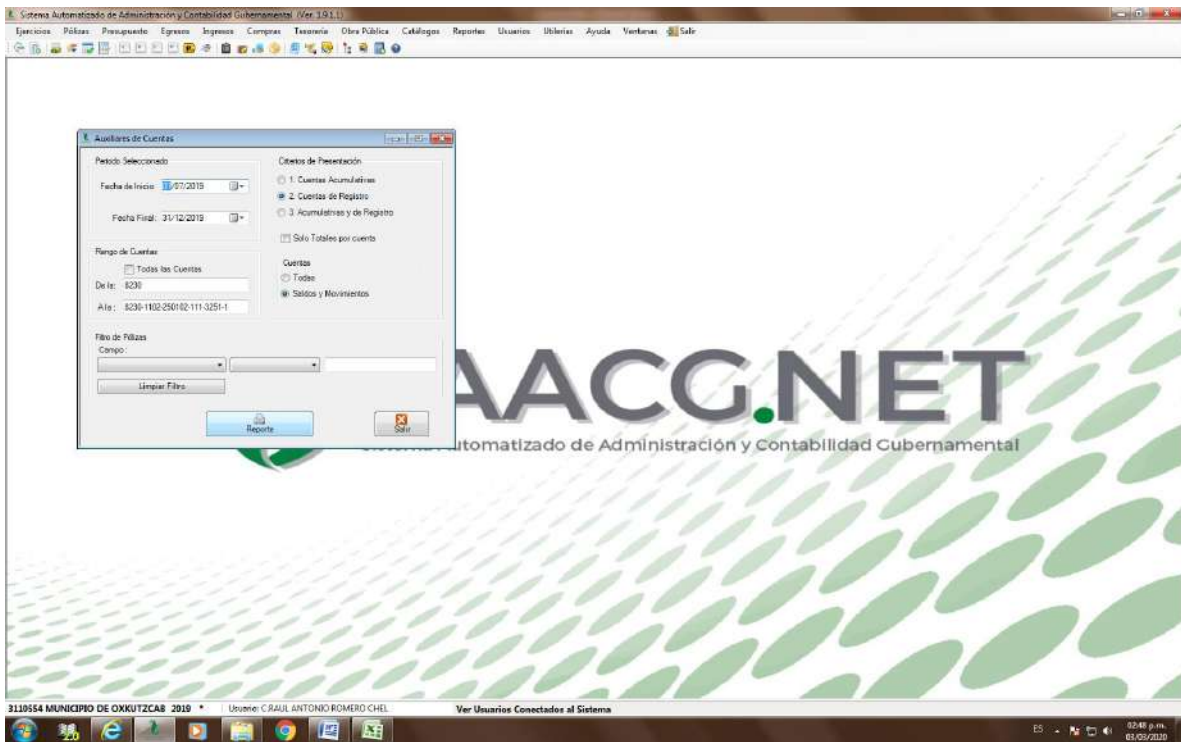 Sistema Automatizado de Administración y Contabilidad Gubernamental (Ver. 1.9.1.1)
Ejercicios Pólizas Presupuesto Egresos Ingresos Compras Tesorería Obra Pública Catálogos Reportes Usuarios Utilerías Ayuda Ventanas Salir
Auxiliares de Cuentas
Periodo Seleccionado
Fecha de Inicio: /07/2019
Fecha Final: 31/12/2019
Criterios de Presentación
1. Cuentas Acumulativas
2. Cuentas de Registro
3. Acumulativas y de Registro
Solo Totales por cuenta
Rango de Cuentas
Todas las Cuentas
De la: 8230
A la: 8230-1102-250102-111-3251-1
Cuentas
Todas
Saldos y Movimientos
Filtro de Pólizas
Campo:
Limpiar Filtro
Reporte
Salir
AACG.NET
Automatizado de Administración y Contabilidad Gubernamental
3110554 MUNICIPIO DE OXKUTZCAB 2019 * Usuario: C.RAUL ANTONIO ROMERO CHEL Ver Usuarios Conectados al Sistema
2.0
ES
02:48 p.m.
03/03/2020